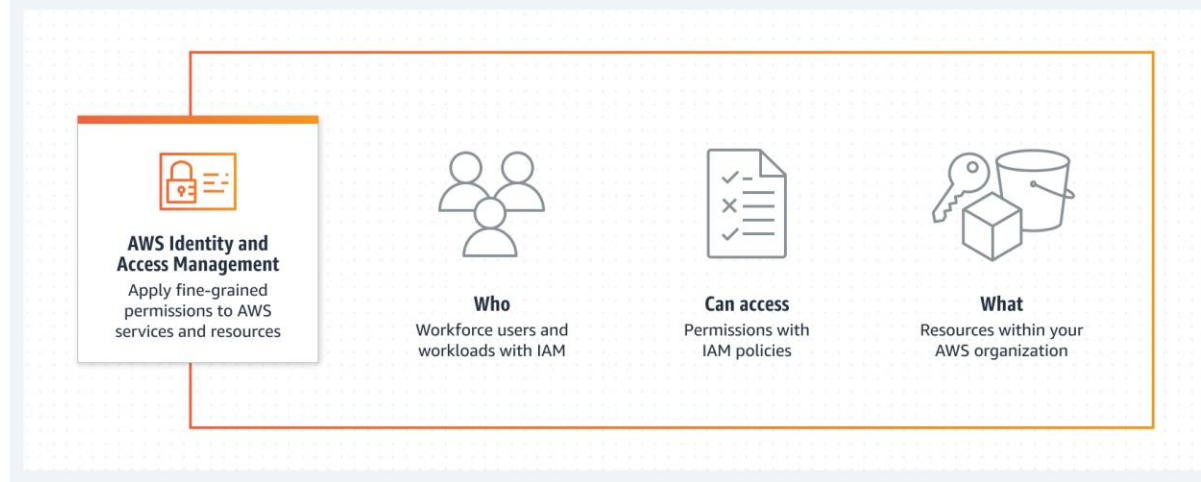 AWS Identity and
Access Management
Apply fine-grained
permissions to AWS
services and resources
Who
Workforce users and
workloads with IAM
Can access
Permissions with
IAM policies
What
Resources within your
AWS organization